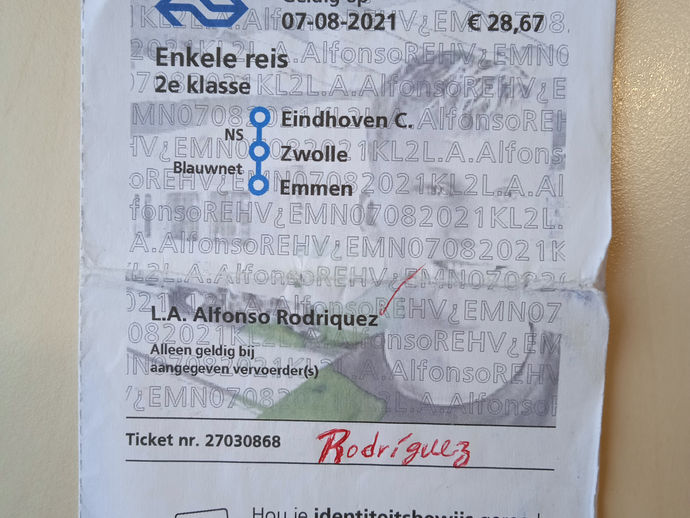 Geldig op
07-08-2021 € 28,67
Enkele reis
2e klasse
Eindhoven C.
NS
Zwolle
Blauwnet
Emmen
L.A. Alfonso Rodriquez
Alleen geldig bij
aangegeven vervoerder(s)
Ticket nr. 27030868 Rodríguez
Hou je identiteitsbewijs gereed